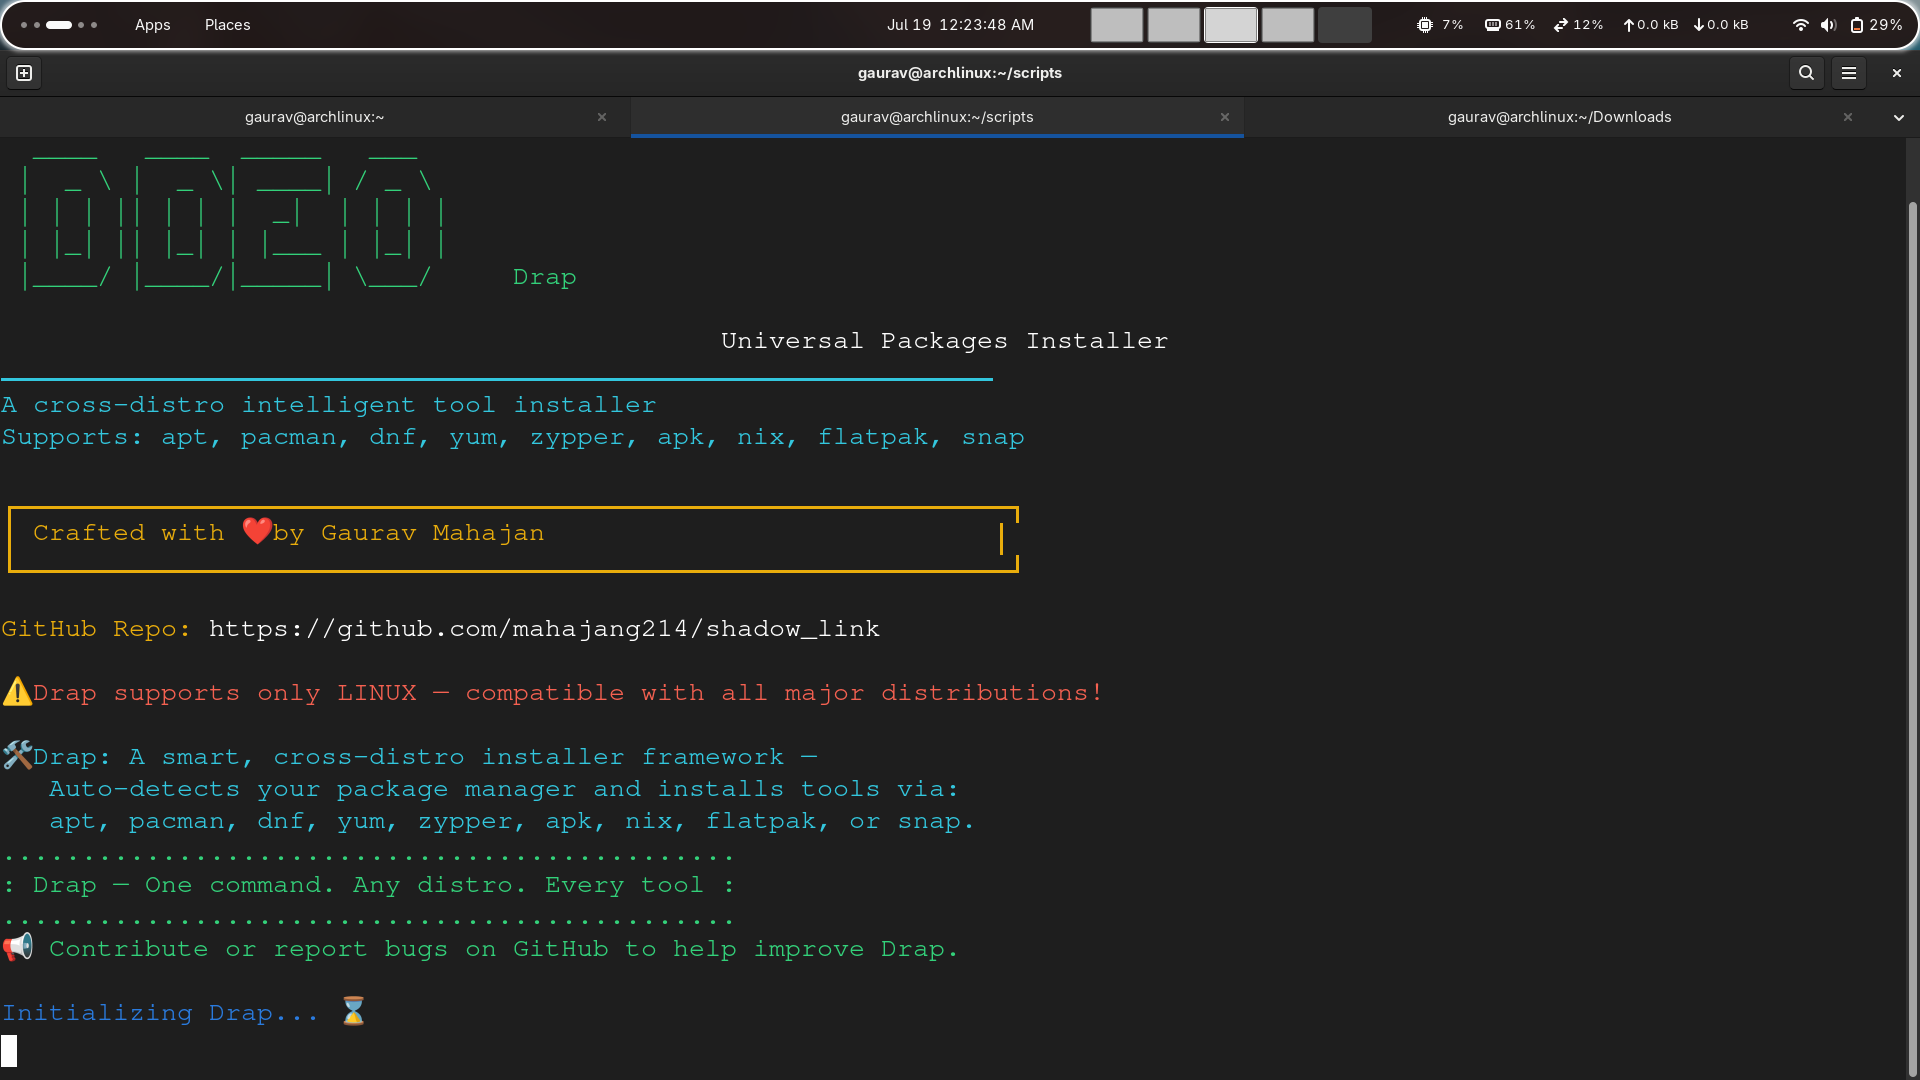 Apps Places Jul 19 12:23:48 AM 7% 61% 12% 0.0 kB 0.0 kB 29%
gaurav@archlinux:~/scripts
gaurav@archlinux:~ gaurav@archlinux:~/scripts gaurav@archlinux:~/Downloads
DDEO
Drap
Universal Packages Installer
A cross-distro intelligent tool installer
Supports: apt, pacman, dnf, yum, zypper, apk, nix, flatpak, snap
Crafted with ❤️by Gaurav Mahajan
GitHub Repo: https://github.com/mahajang214/shadow_link
⚠️Drap supports only LINUX — compatible with all major distributions!
🛠️Drap: A smart, cross-distro installer framework —
Auto-detects your package manager and installs tools via:
apt, pacman, dnf, yum, zypper, apk, nix, flatpak, or snap.
..............................................
: Drap — One command. Any distro. Every tool :
..............................................
📢 Contribute or report bugs on GitHub to help improve Drap.
Initializing Drap... ⌛